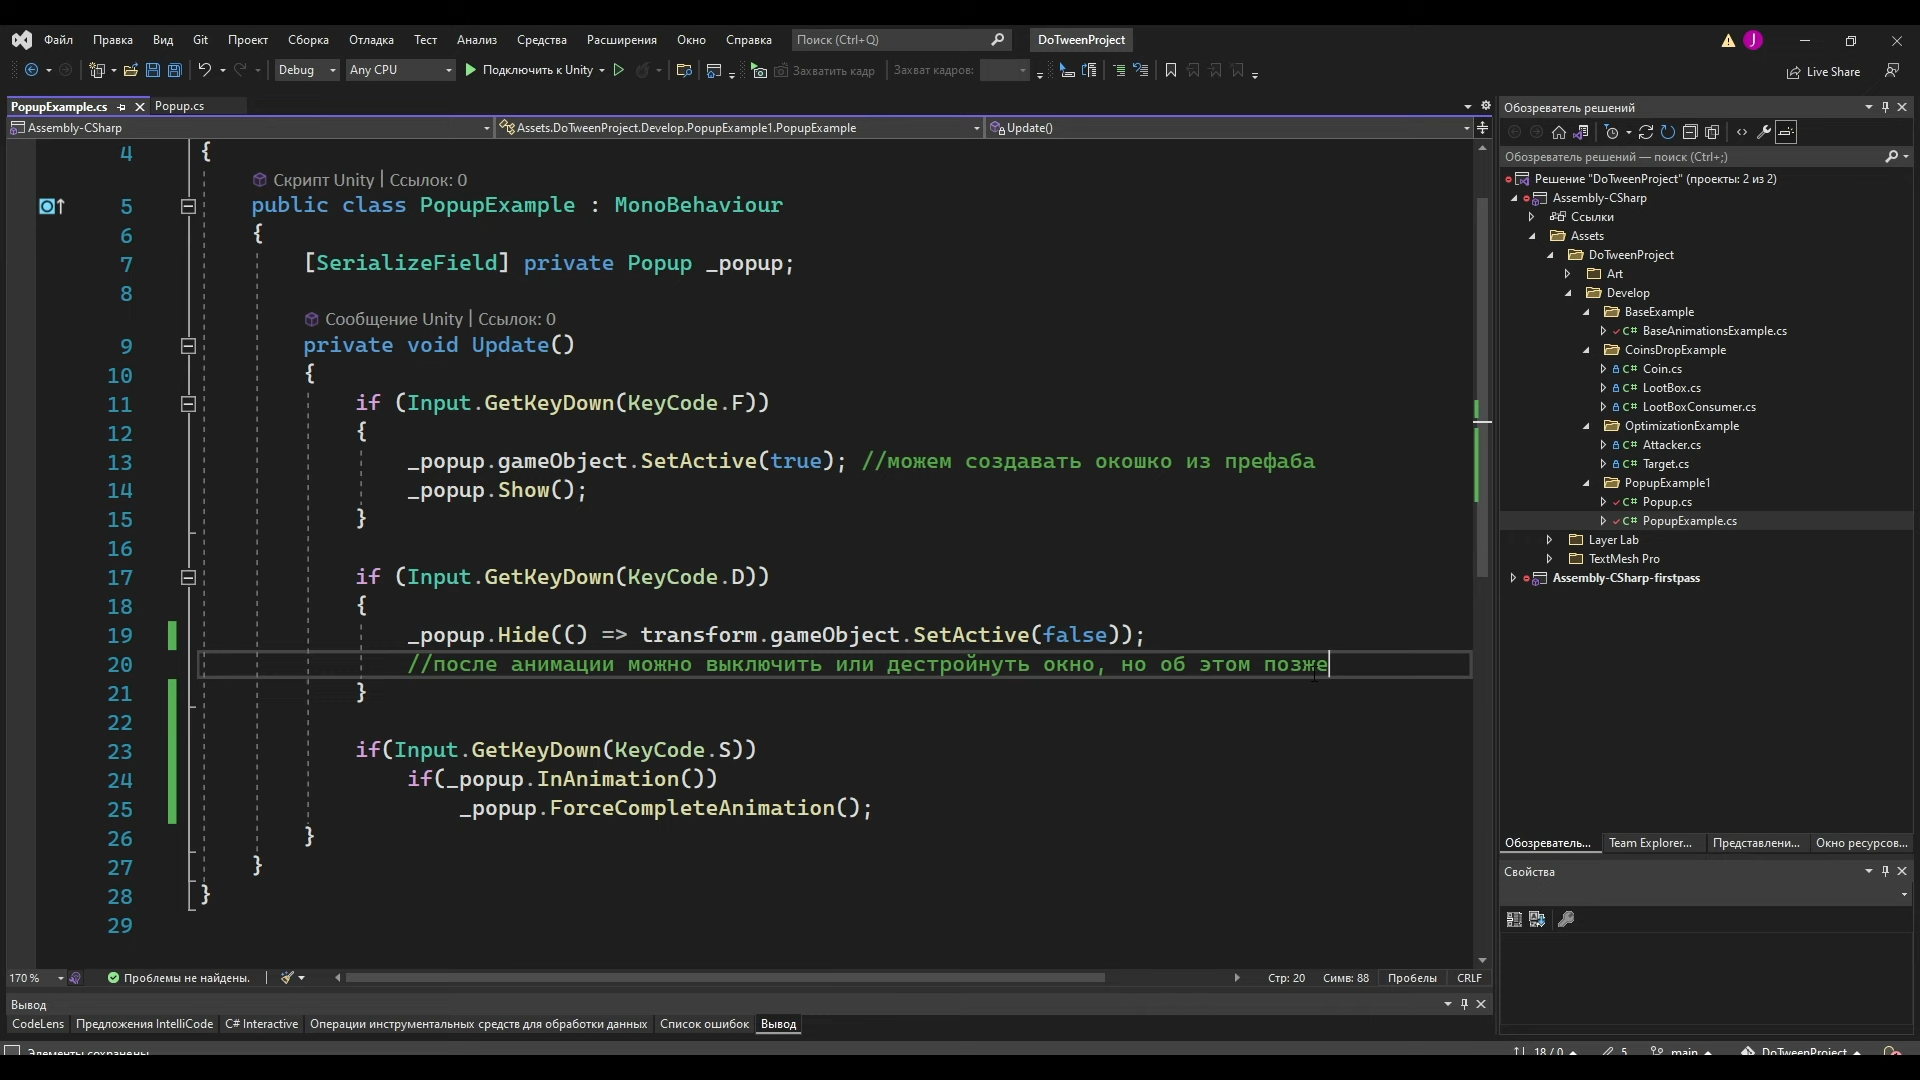 Файл Правка Вид Git Проект Сборка Отладка Тест Анализ Средства Расширения Окно Справка Поиск (Ctrl+Q) DoTweenProject J
Debug Any CPU Подключить к Unity Захватить кадр Захват кадров: Live Share
PopupExample.cs Popup.cs
Assembly-CSharp Assets.DoTweenProject.Develop.PopupExample1.PopupExample Update()
4 {
Скрипт Unity | Ссылок: 0
5 public class PopupExample : MonoBehaviour
6 {
7 [SerializeField] private Popup _popup;
8
Сообщение Unity | Ссылок: 0
9 private void Update()
10 {
11 if (Input.GetKeyDown(KeyCode.F))
12 {
13 _popup.gameObject.SetActive(true); //можем создавать окошко из префаба
14 _popup.Show();
15 }
16
17 if (Input.GetKeyDown(KeyCode.D))
18 {
19 _popup.Hide(() => transform.gameObject.SetActive(false));
20 //после анимации можно выключить или дестройнуть окно, но об этом позже
21 }
22
23 if(Input.GetKeyDown(KeyCode.S))
24 if(_popup.InAnimation())
25 _popup.ForceCompleteAnimation();
26 }
27 }
28 }
29
170 % Проблемы не найдены. Стр: 20 Симв: 88 Пробелы CRLF
Вывод
CodeLens Предложения IntelliCode C# Interactive Операции инструментальных средств для обработки данных Список ошибок Вывод
Элементы сохранены
18 / 0 5 main DoTweenProject
Обозреватель решений
Обозреватель решений — поиск (Ctrl+;)
Решение "DoTweenProject" (проекты: 2 из 2)
Assembly-CSharp
Ссылки
Assets
DoTweenProject
Art
Develop
BaseExample
C# BaseAnimationsExample.cs
CoinsDropExample
C# Coin.cs
C# LootBox.cs
C# LootBoxConsumer.cs
OptimizationExample
C# Attacker.cs
C# Target.cs
PopupExample1
C# Popup.cs
C# PopupExample.cs
Layer Lab
TextMesh Pro
Assembly-CSharp-firstpass
Обозреватель... Team Explorer... Представлени... Окно ресурсов...
Свойства